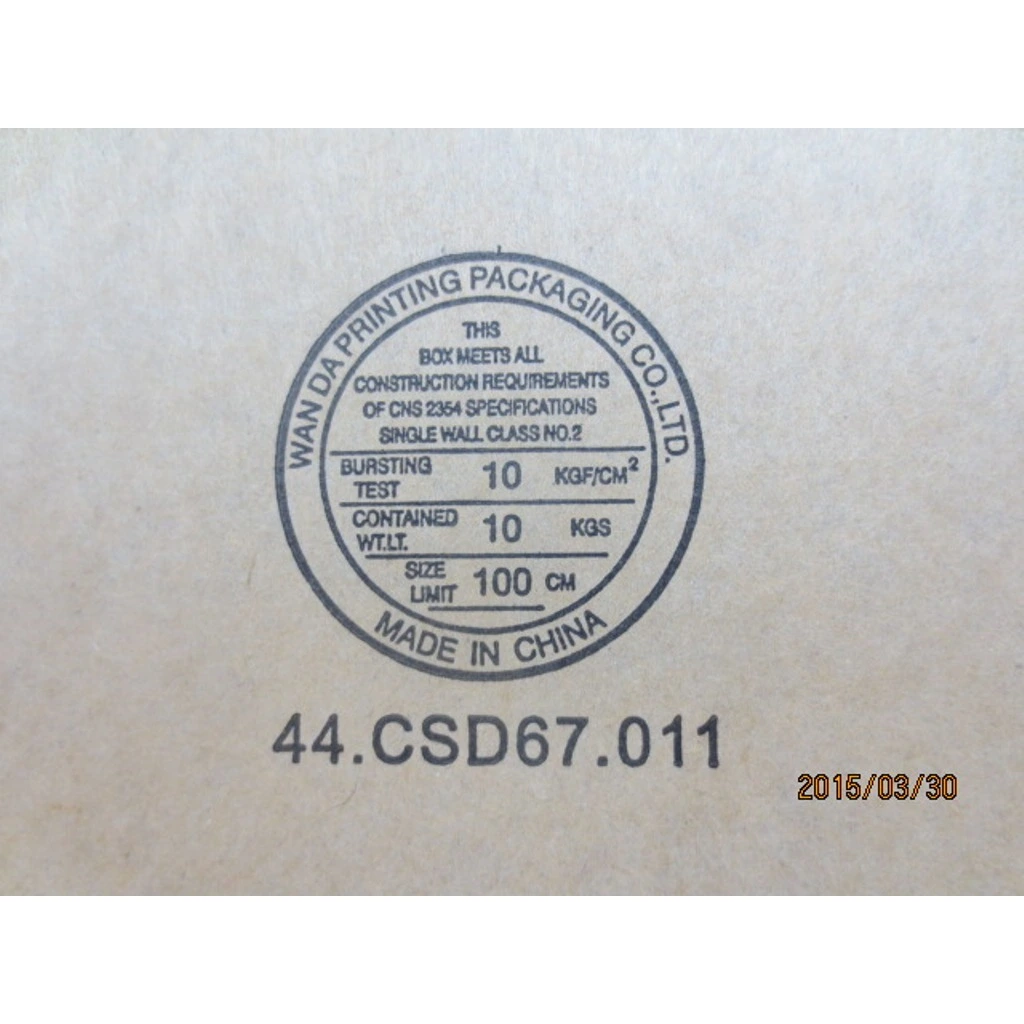 WAN DA PRINTING PACKAGING CO.,LTD.
THIS
BOX MEETS ALL
CONSTRUCTION REQUIREMENTS
OF CNS 2354 SPECIFICATIONS
SINGLE WALL CLASS NO.2
BURSTING TEST 10 KGF/CM²
CONTAINED WT.LT. 10 KGS
SIZE LIMIT 100 CM
MADE IN CHINA
44.CSD67.011
2015/03/30